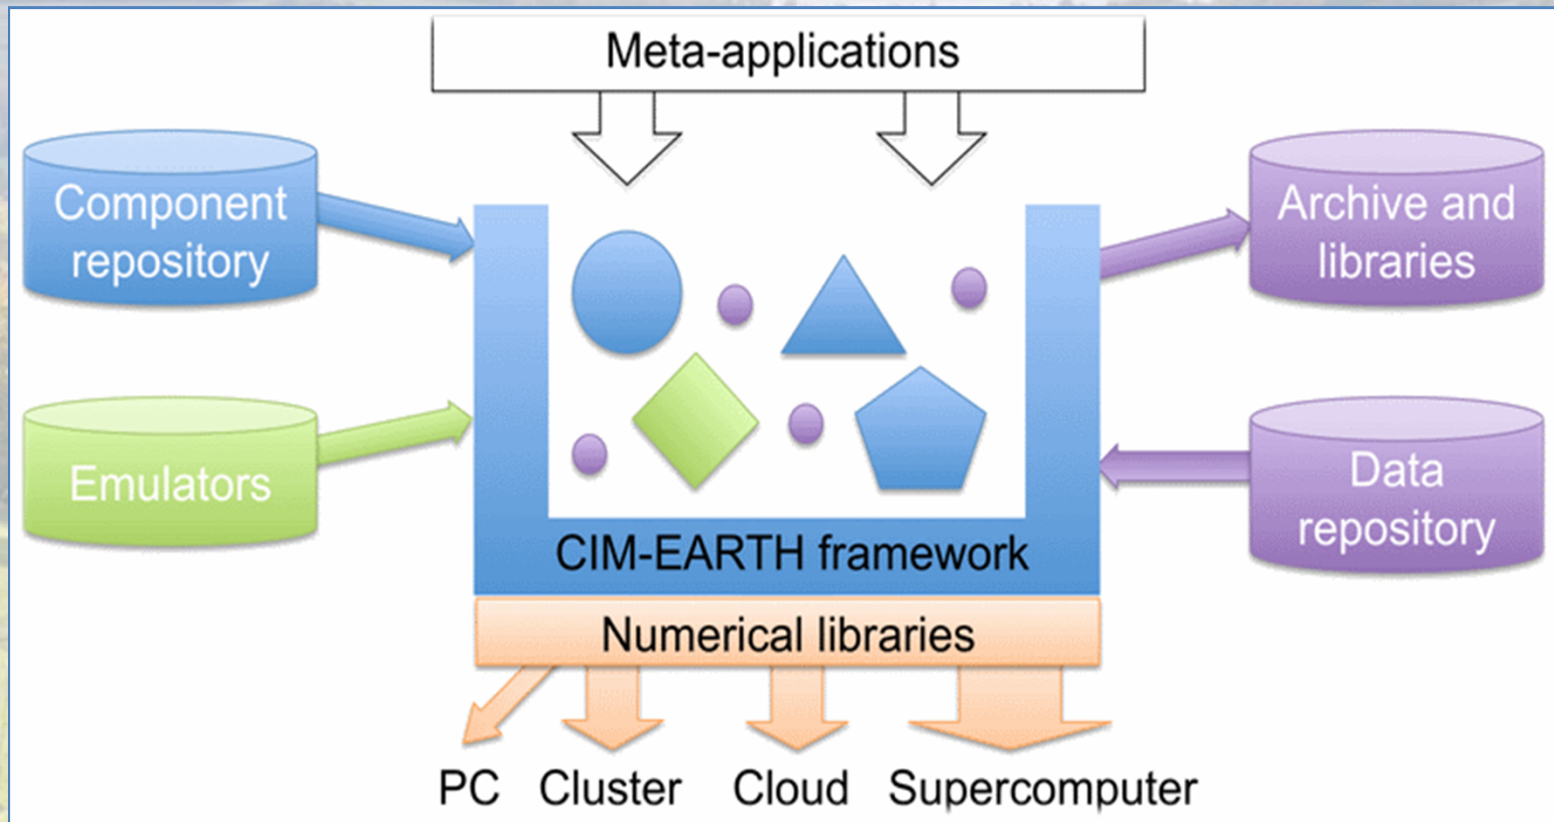 Meta-applications
Component
repository
Archive and
libraries
Emulators
Data
repository
CIM-EARTH framework
Numerical libraries
PC Cluster Cloud Supercomputer